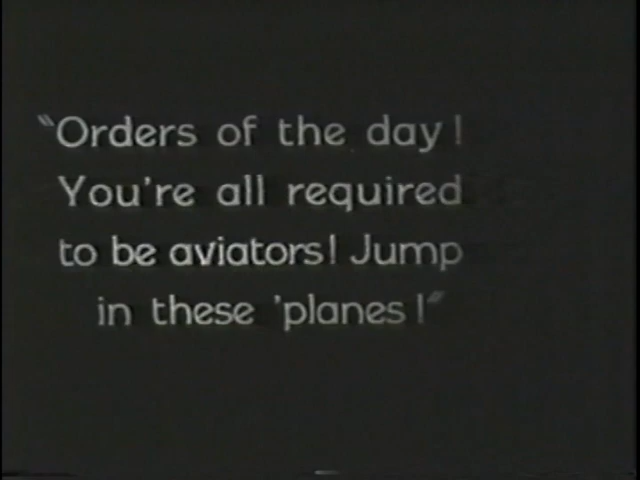 "Orders of the day!
You're all required
to be aviators! Jump
in these 'planes!"